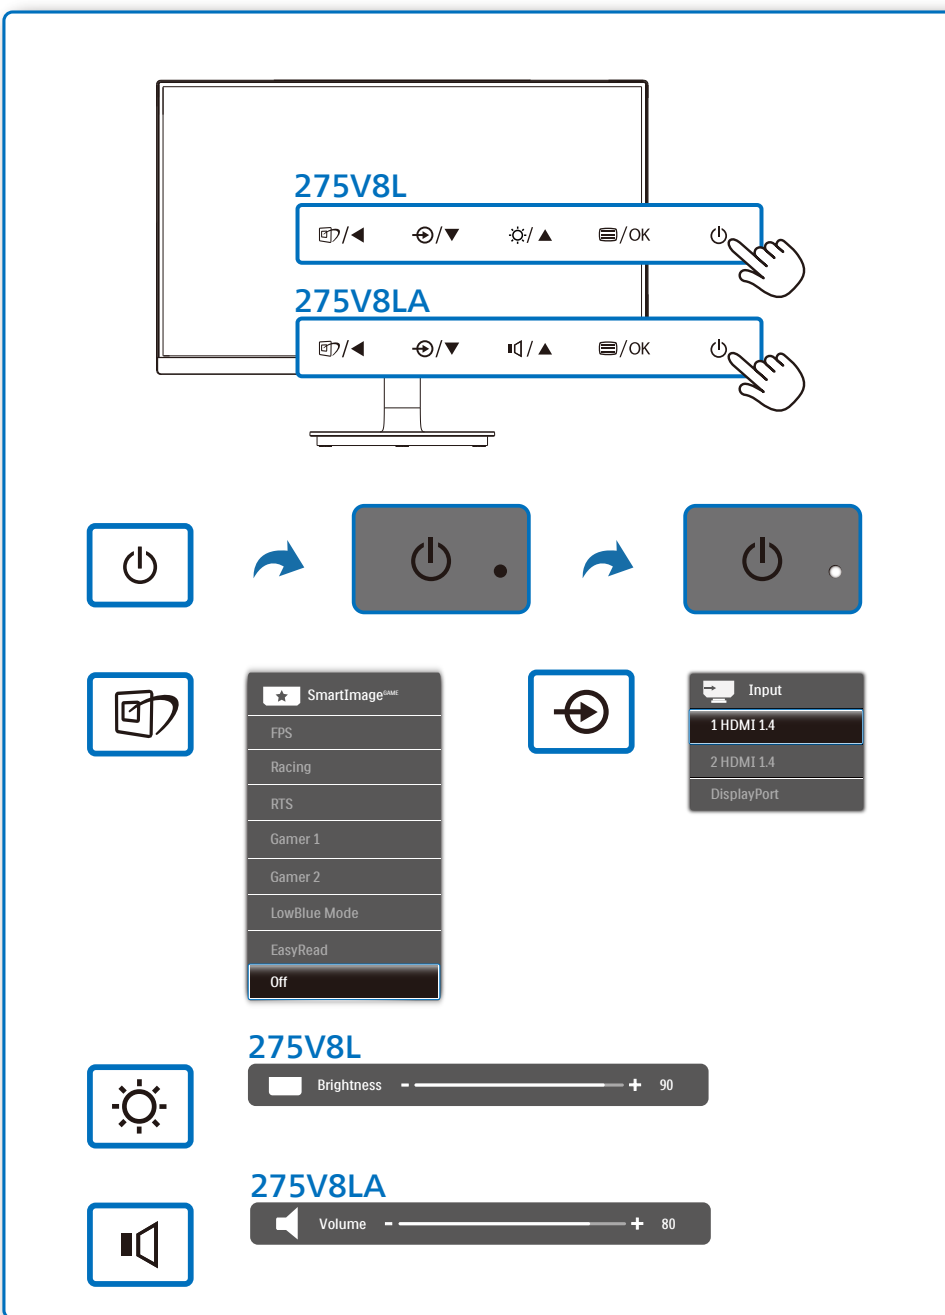 275V8L
/◀ /▼ / ▲ /OK
275V8LA
/◀ /▼ / ▲ /OK
SmartImage GAME
FPS
Racing
RTS
Gamer 1
Gamer 2
LowBlue Mode
EasyRead
Off
Input
1 HDMI 1.4
2 HDMI 1.4
DisplayPort
275V8L
Brightness - + 90
275V8LA
Volume - + 80